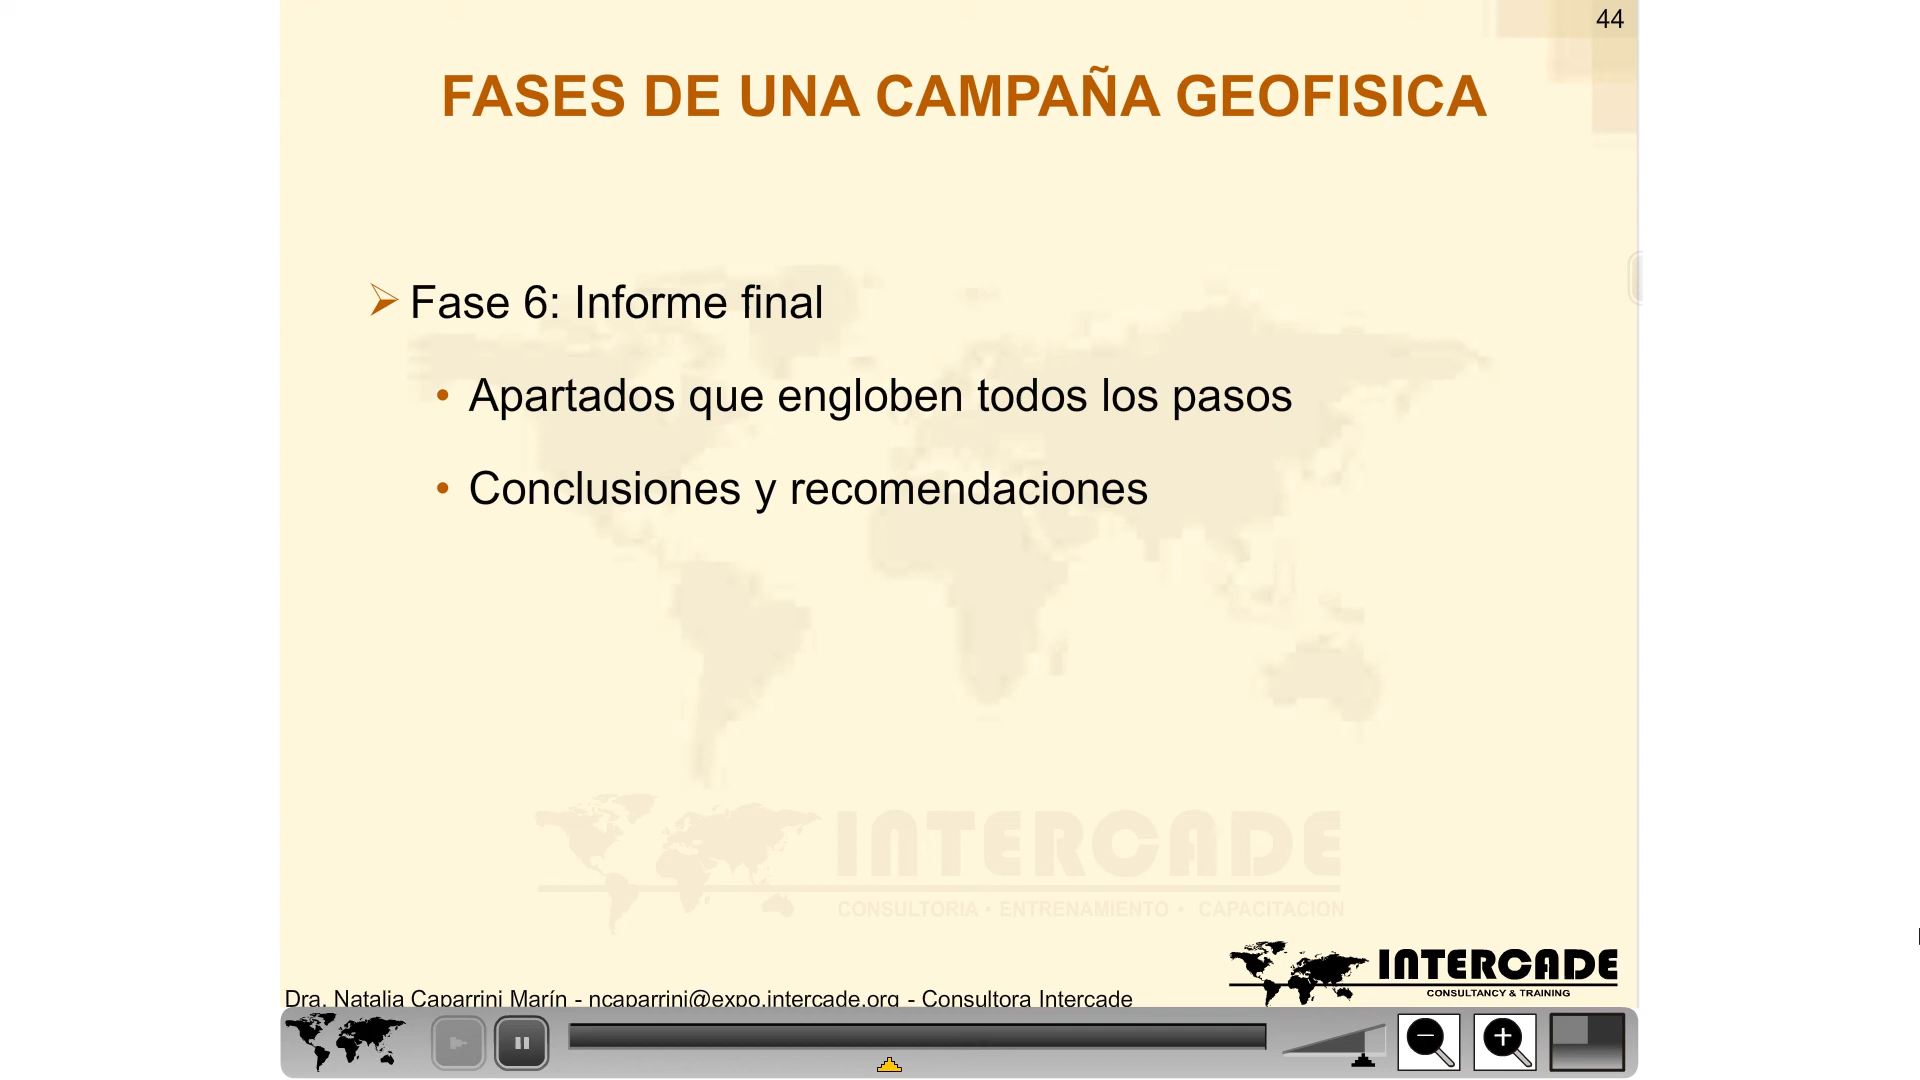 44
FASES DE UNA CAMPAÑA GEOFISICA
Fase 6: Informe final
Apartados que engloben todos los pasos
Conclusiones y recomendaciones
INTERCADE
CONSULTORIA • ENTRENAMIENTO • CAPACITACION
INTERCADE
CONSULTANCY & TRAINING
Dra. Natalia Caparrini Marín - ncaparrini@expo.intercade.org - Consultora Intercade